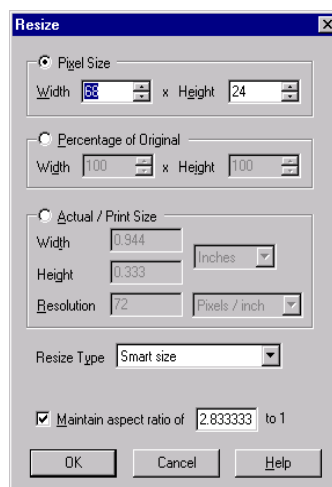 Resize
Pixel Size
Width 68 x Height 24
Percentage of Original
Width 100 x Height 100
Actual / Print Size
Width 0.944
Inches
Height 0.333
Resolution 72 Pixels / inch
Resize Type Smart size
Maintain aspect ratio of 2.833333 to 1
OK Cancel Help